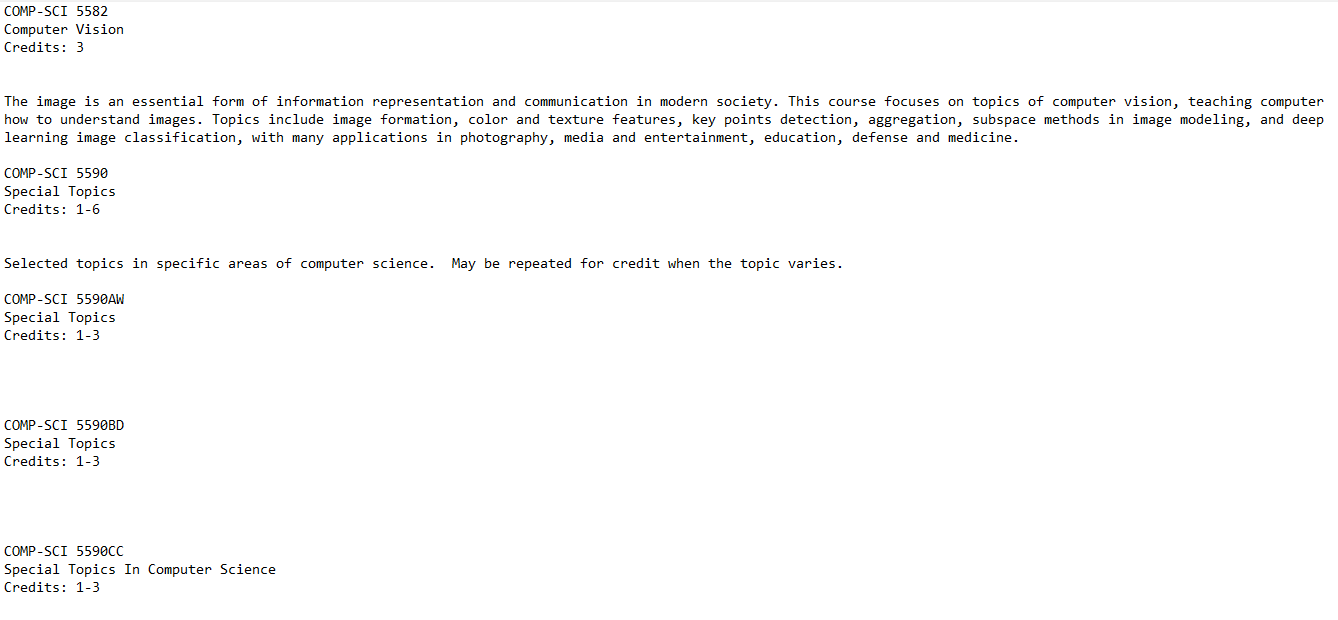 COMP-SCI 5582
Computer Vision
Credits: 3
The image is an essential form of information representation and communication in modern society. This course focuses on topics of computer vision, teaching computer
how to understand images. Topics include image formation, color and texture features, key points detection, aggregation, subspace methods in image modeling, and deep
learning image classification, with many applications in photography, media and entertainment, education, defense and medicine.
COMP-SCI 5590
Special Topics
Credits: 1-6
Selected topics in specific areas of computer science.  May be repeated for credit when the topic varies.
COMP-SCI 5590AW
Special Topics
Credits: 1-3
COMP-SCI 5590BD
Special Topics
Credits: 1-3
COMP-SCI 5590CC
Special Topics In Computer Science
Credits: 1-3